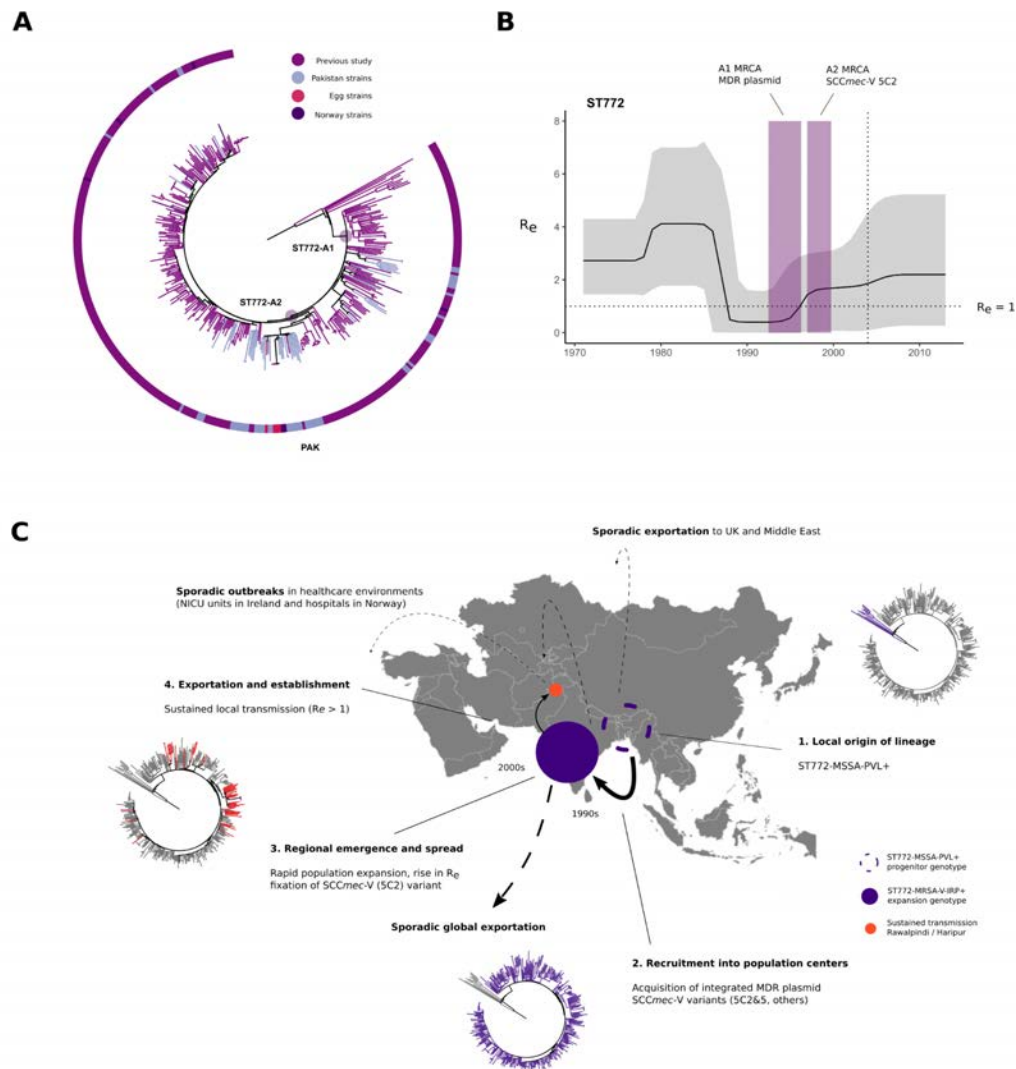 A
Previous study
Pakistan strains
Egg strains
Norway strains
ST772-A1
ST772-A2
PAK
B
A1 MRCA
MDR plasmid
A2 MRCA
SCCmec-V 5C2
ST772
8
6
4
2
0
Re
Re = 1
1970
1980
1990
2000
2010
C
Sporadic exportation to UK and Middle East
Sporadic outbreaks in healthcare environments
(NICU units in Ireland and hospitals in Norway)
4. Exportation and establishment
Sustained local transmission (Re > 1)
1. Local origin of lineage
ST772-MSSA-PVL+
2000s
1990s
3. Regional emergence and spread
Rapid population expansion, rise in Re
fixation of SCCmec-V (5C2) variant
ST772-MSSA-PVL+
progenitor genotype
ST772-MRSA-V-IRP+
expansion genotype
Sustained transmission
Rawalpindi / Haripur
Sporadic global exportation
2. Recruitment into population centers
Acquisition of integrated MDR plasmid
SCCmec-V variants (5C2&5, others)